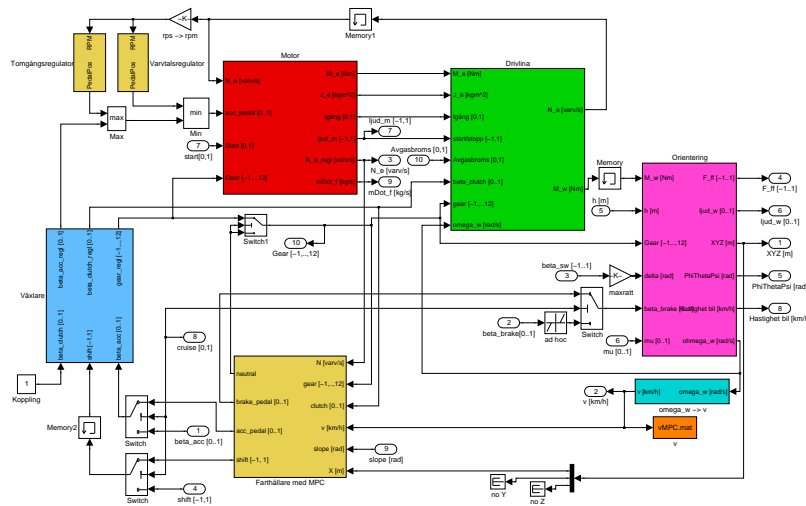 −K−
rps −> rpm
Memory1
Tomgångsregulator
RPM
PedalPos
RPM
PedalPos
Varvtalsregulator
max
Max
min
Min
7
start[0,1]
Motor
N_e [varv/s]
acc_pedal [0..1]
Start [0,1]
Gear [−1,...,12]
M_e [Nm]
J_e [kgm^2]
Igång [0,1]
ljud_m [−1,1]
N_e_regl [varv/s]
mDot_f [kg/s]
ljud_m [−1,1]
7
3
N_e [varv/s]
9
mDot_f [kg/s]
Avgasbroms [0,1]
10
Drivlina
M_e [Nm]
J_e [kgm^2]
Igång [0,1]
start/stopp [−1,1]
Avgasbroms [0,1]
beta_clutch [0..1]
gear [−1,...,12]
omega_w [rad/s]
N_e [varv/s]
M_w [Nm]
Memory
h [m]
5
Orientering
M_w [Nm]
h [m]
Gear [−1,...,12]
delta [rad]
beta_brake [0..1]
mu [0..1]
F_ff [−1..1]
ljud_w [0..1]
XYZ [m]
PhiThetaPsi [rad]
Hastighet bil [km/h]
ohmega_w [rad/s]
4
F_ff [−1..1]
6
ljud_w [0..1]
1
XYZ [m]
5
PhiThetaPsi [rad
8
Hastighet bil [km/
beta_sw [−1..1]
3
−K−
maxratt
2
beta_brake[0..1]
ad hoc
Switch
6
mu [0..1]
Switch1
10
Gear [−1,...,12]
Växlare
beta_acc_regl [0..1]
beta_clutch_regl [0..1]
gear_regl [−1,...,12]
beta_clutch [0..1]
shift [−1,1]
beta_acc [0..1]
8
cruise [0,1]
1
Koppling
Memory2
Switch
1
beta_acc [0..1]
Switch
4
shift [−1,1]
neutral
brake_pedal [0..1]
acc_pedal [0..1]
shift [−1, 1]
N [varv/s]
gear [−1,...,12]
clutch [0..1]
v [km/h]
slope [rad]
X [m]
Farthållare med MPC
9
slope [rad]
2
v [km/h]
v [km/h]
omega_w [rad/s]
omega_w −> v
vMPC.mat
v
no Y
no Z